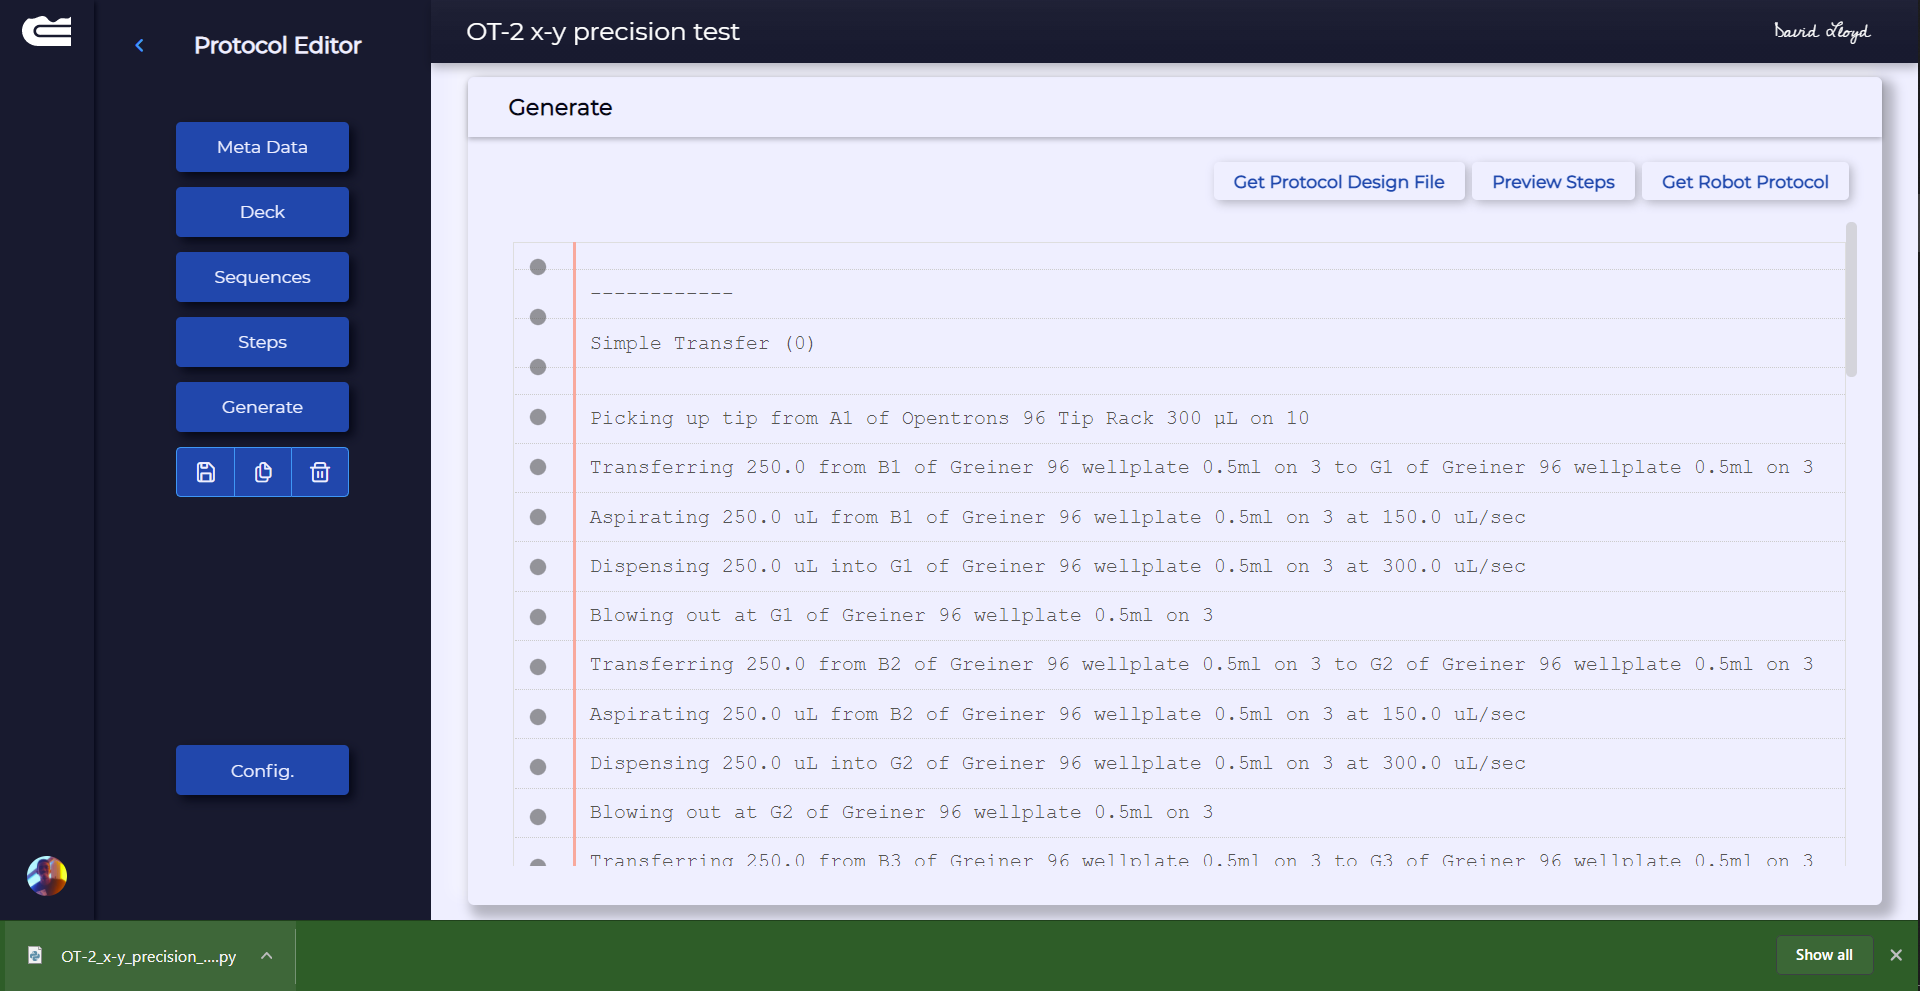 Protocol Editor
OT-2 x-y precision test
David Lloyd
Meta Data
Deck
Sequences
Steps
Generate
Config.
Generate
Get Protocol Design File
Preview Steps
Get Robot Protocol
------------
Simple Transfer (0)
Picking up tip from A1 of Opentrons 96 Tip Rack 300 µL on 10
Transferring 250.0 from B1 of Greiner 96 wellplate 0.5ml on 3 to G1 of Greiner 96 wellplate 0.5ml on 3
Aspirating 250.0 uL from B1 of Greiner 96 wellplate 0.5ml on 3 at 150.0 uL/sec
Dispensing 250.0 uL into G1 of Greiner 96 wellplate 0.5ml on 3 at 300.0 uL/sec
Blowing out at G1 of Greiner 96 wellplate 0.5ml on 3
Transferring 250.0 from B2 of Greiner 96 wellplate 0.5ml on 3 to G2 of Greiner 96 wellplate 0.5ml on 3
Aspirating 250.0 uL from B2 of Greiner 96 wellplate 0.5ml on 3 at 150.0 uL/sec
Dispensing 250.0 uL into G2 of Greiner 96 wellplate 0.5ml on 3 at 300.0 uL/sec
Blowing out at G2 of Greiner 96 wellplate 0.5ml on 3
Transferring 250.0 from B3 of Greiner 96 wellplate 0.5ml on 3 to G3 of Greiner 96 wellplate 0.5ml on 3
OT-2_x-y_precision_....py
Show all